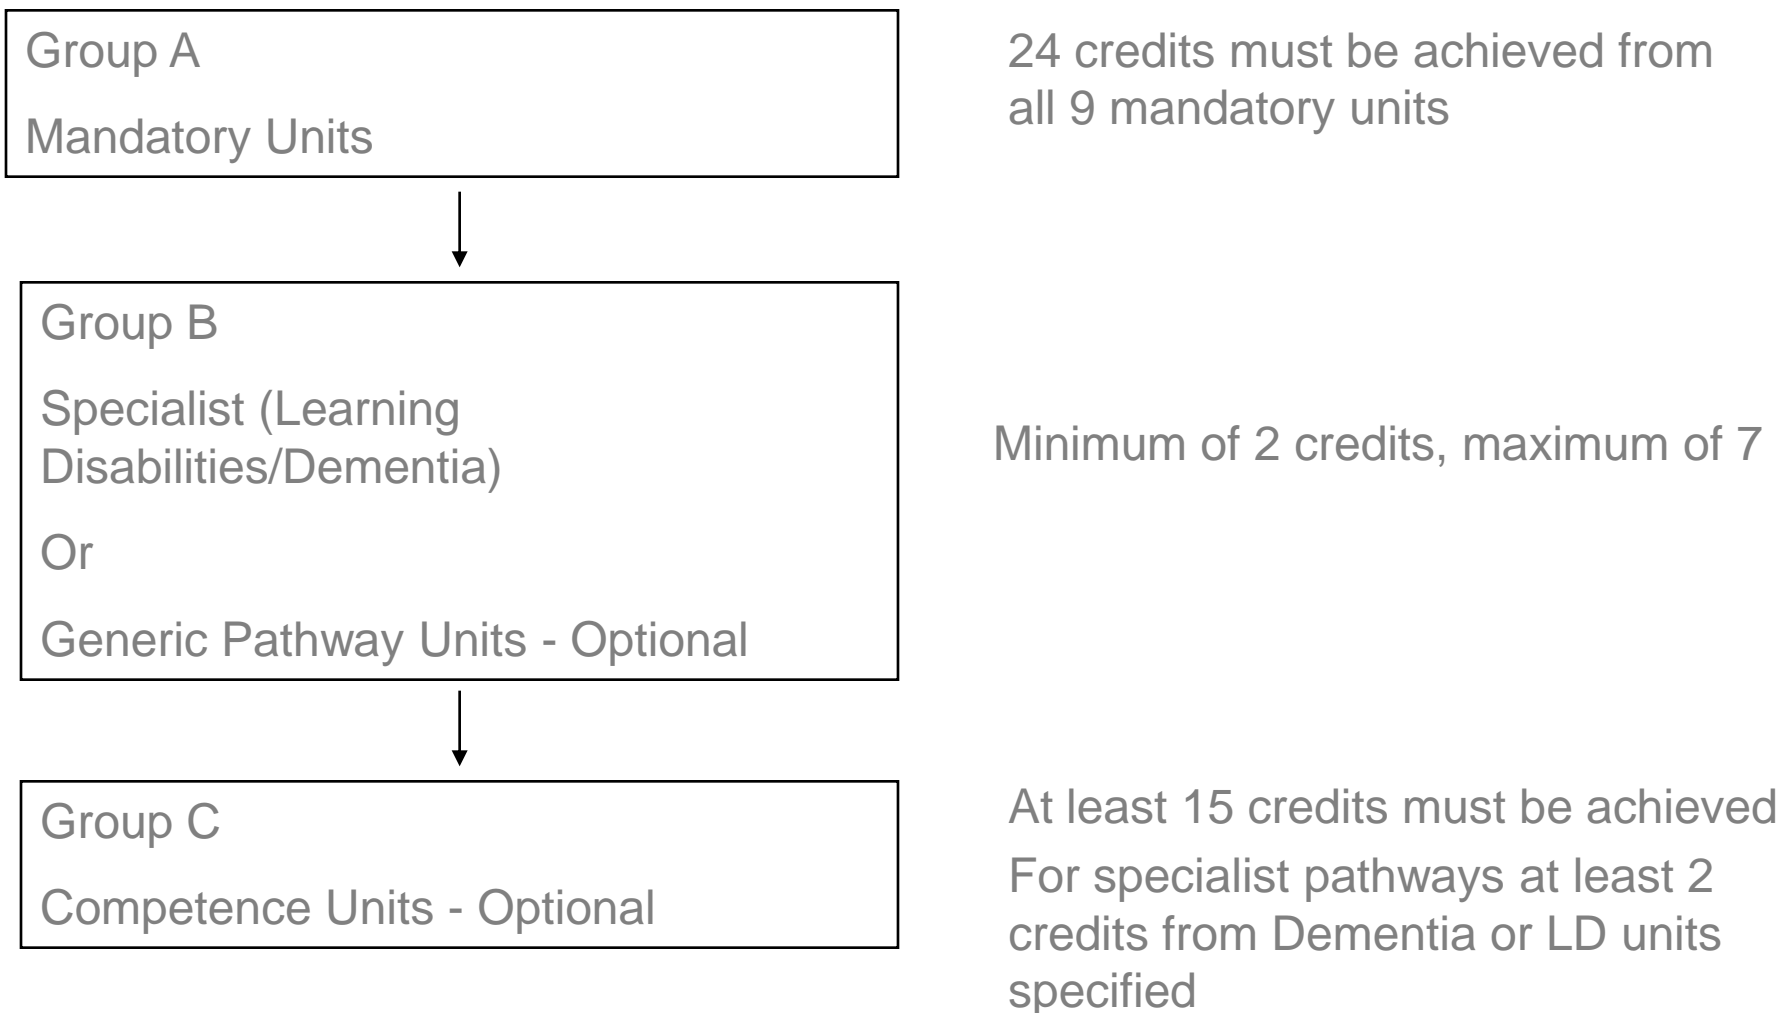 Group A
Mandatory Units
24 credits must be achieved from
all 9 mandatory units
Group B
Specialist (Learning
Disabilities/Dementia)
Or
Generic Pathway Units - Optional
Minimum of 2 credits, maximum of 7
Group C
Competence Units - Optional
At least 15 credits must be achieved
For specialist pathways at least 2
credits from Dementia or LD units
specified